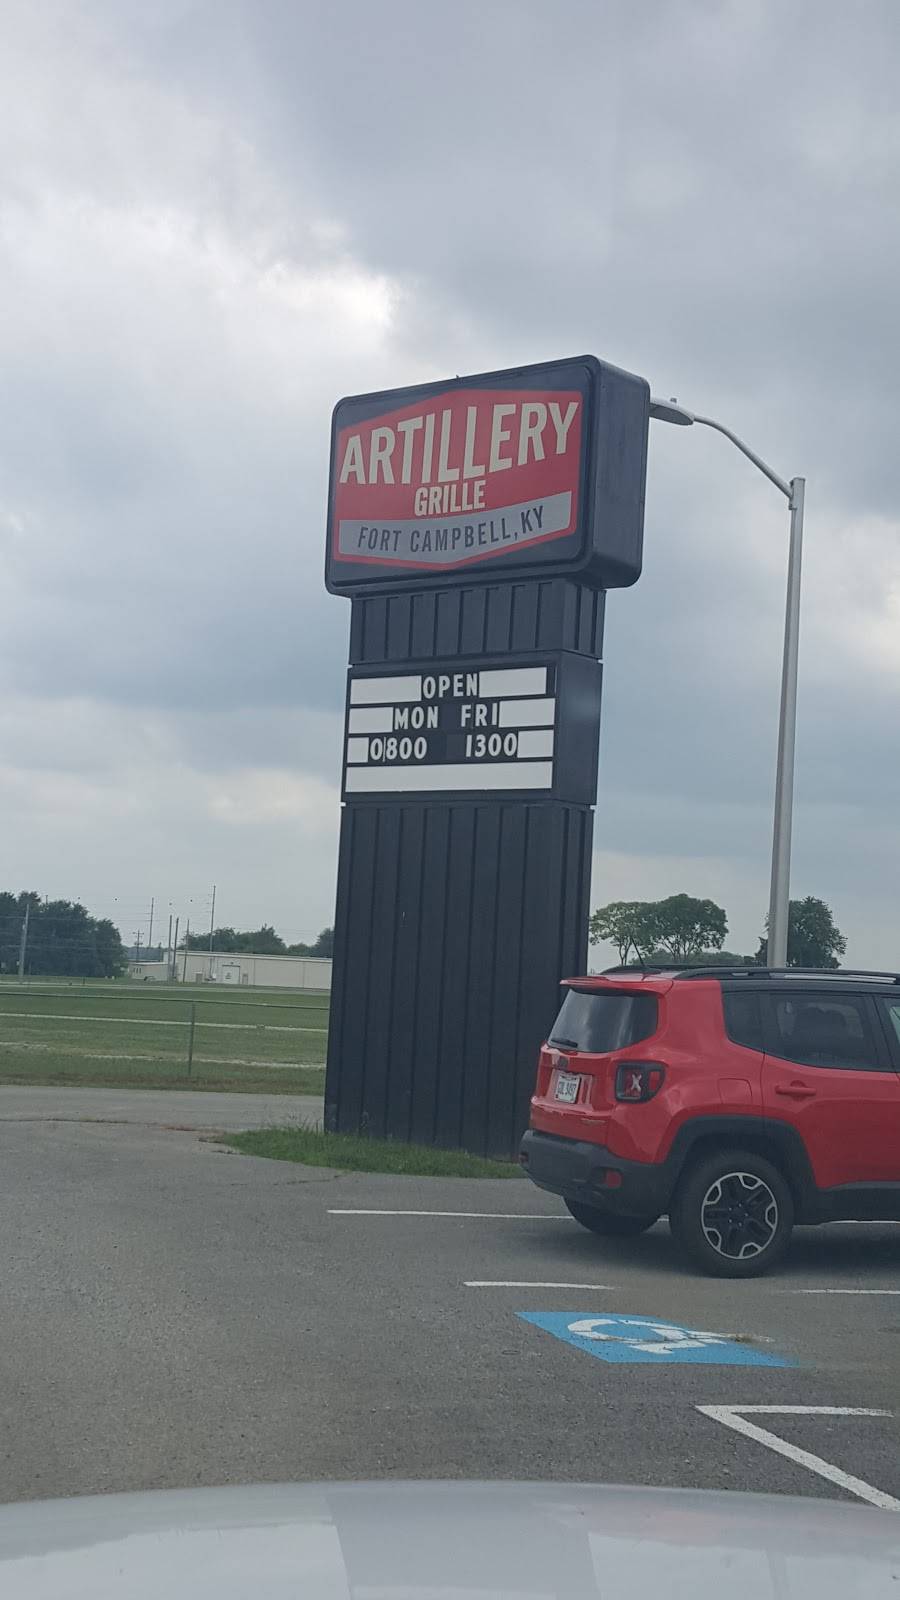 ARTILLERY
GRILLE
FORT CAMPBELL, KY
OPEN
MON FRI
0800 1300